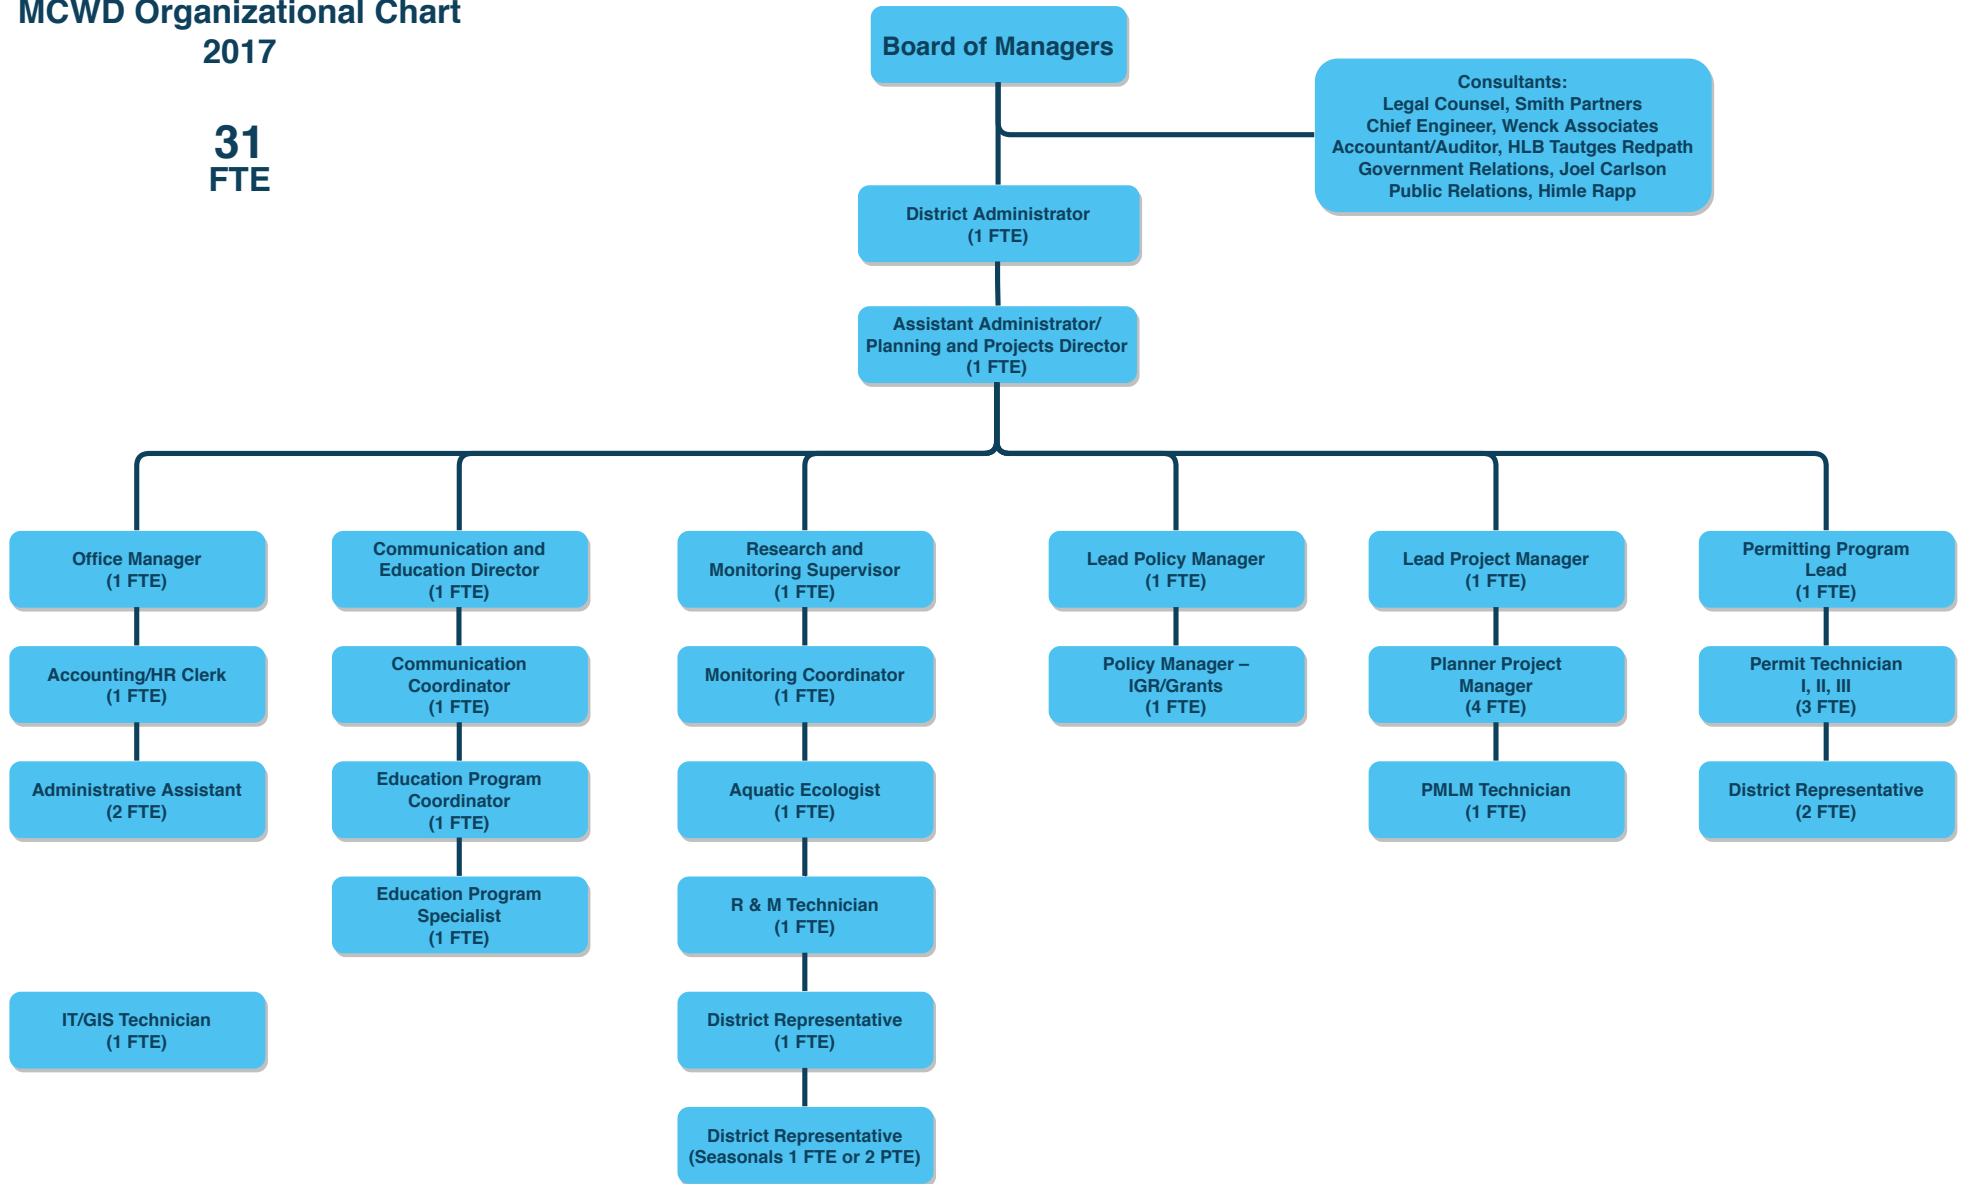 MCWD Organizational Chart
2017
31
FTE
Board of Managers
Consultants:
Legal Counsel, Smith Partners
Chief Engineer, Wenck Associates
Accountant/Auditor, HLB Tautges Redpath
Government Relations, Joel Carlson
Public Relations, Himle Rapp
District Administrator
(1 FTE)
Assistant Administrator/
Planning and Projects Director
(1 FTE)
Office Manager
(1 FTE)
Accounting/HR Clerk
(1 FTE)
Administrative Assistant
(2 FTE)
IT/GIS Technician
(1 FTE)
Communication and
Education Director
(1 FTE)
Communication
Coordinator
(1 FTE)
Education Program
Coordinator
(1 FTE)
Education Program
Specialist
(1 FTE)
Research and
Monitoring Supervisor
(1 FTE)
Monitoring Coordinator
(1 FTE)
Aquatic Ecologist
(1 FTE)
R & M Technician
(1 FTE)
District Representative
(1 FTE)
District Representative
(Seasonals 1 FTE or 2 PTE)
Lead Policy Manager
(1 FTE)
Policy Manager –
IGR/Grants
(1 FTE)
Lead Project Manager
(1 FTE)
Planner Project
Manager
(4 FTE)
PMLM Technician
(1 FTE)
Permitting Program
Lead
(1 FTE)
Permit Technician
I, II, III
(3 FTE)
District Representative
(2 FTE)